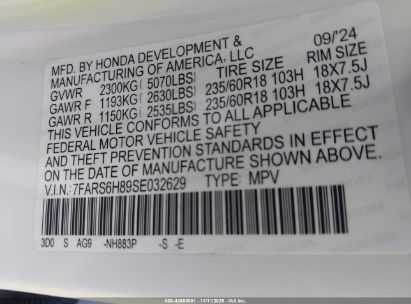 MFD. BY HONDA DEVELOPMENT & 09/'24
MANUFACTURING OF AMERICA, LLC
TIRE SIZE RIM SIZE
GVWR 2300KG( 5070LBS)
GAWR F 1193KG( 2630LBS) 235/60R18 103H 18X7.5J
GAWR R 1150KG( 2535LBS) 235/60R18 103H 18X7.5J
THIS VEHICLE CONFORMS TO ALL APPLICABLE
FEDERAL MOTOR VEHICLE SAFETY
AND THEFT PREVENTION STANDARDS IN EFFECT
ON THE DATE OF MANUFACTURE SHOWN ABOVE.
V.I.N: 7FARS6H89SE032629 TYPE: MPV
3D0 S AG9 -NH883P -S -E